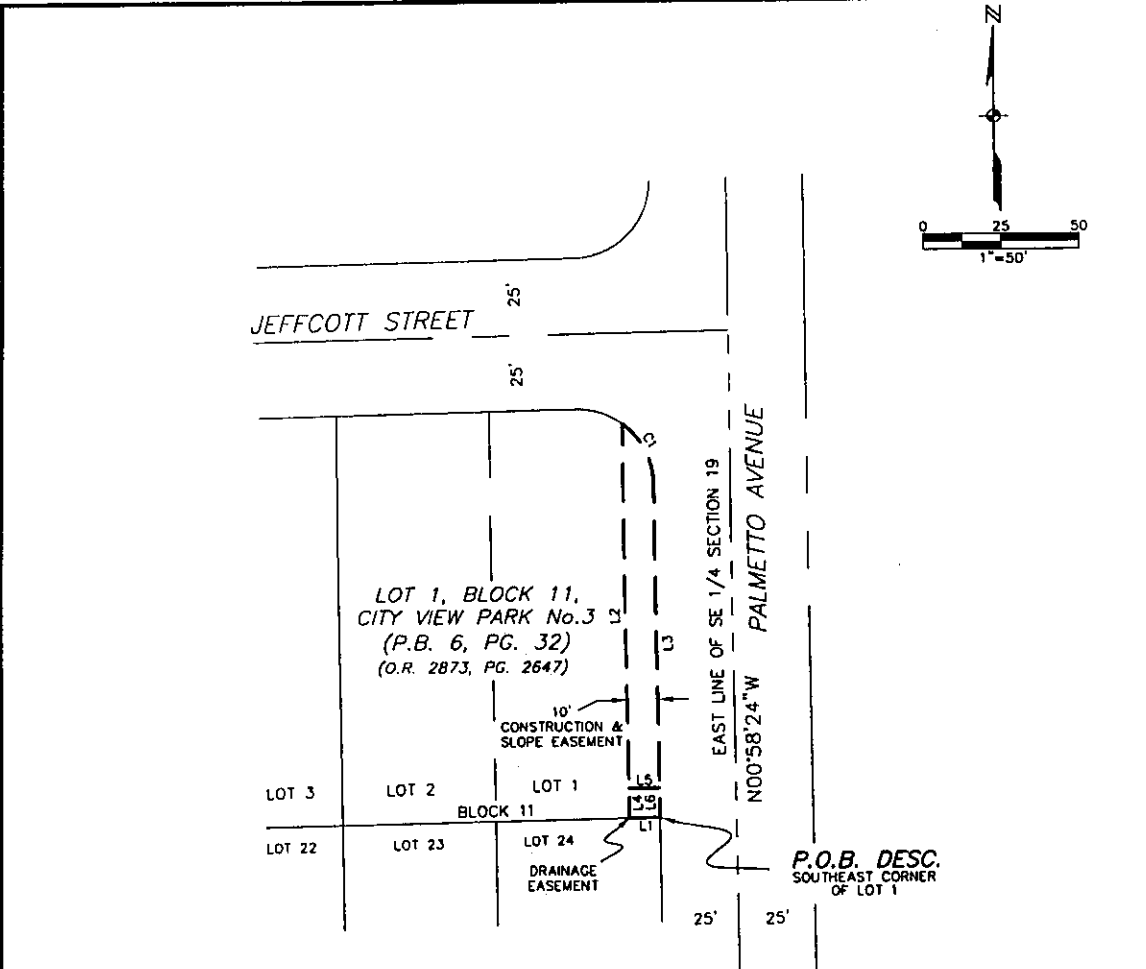 N
0 25 50
1"=50'
25'
JEFFCOTT STREET
25'
C1
EAST LINE OF SE 1/4 SECTION 19
N00°58'24"W
PALMETTO AVENUE
LOT 1, BLOCK 11,
CITY VIEW PARK No.3
(P.B. 6, PG. 32)
(O.R. 2873, PG. 2647)
L2
L3
10'
CONSTRUCTION &
SLOPE EASEMENT
LOT 3
LOT 2
LOT 1
L5
L4
L6
BLOCK 11
L1
LOT 22
LOT 23
LOT 24
DRAINAGE
EASEMENT
P.O.B. DESC.
SOUTHEAST CORNER
OF LOT 1
25'
25'